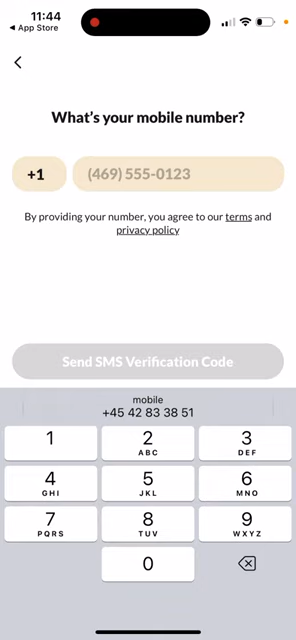 11:44
◀ App Store
What's your mobile number?
+1
(469) 555-0123
By providing your number, you agree to our terms and
privacy policy
Send SMS Verification Code
mobile
+45 42 83 38 51
1
2
ABC
3
DEF
4
GHI
5
JKL
6
MNO
7
PQRS
8
TUV
9
WXYZ
0